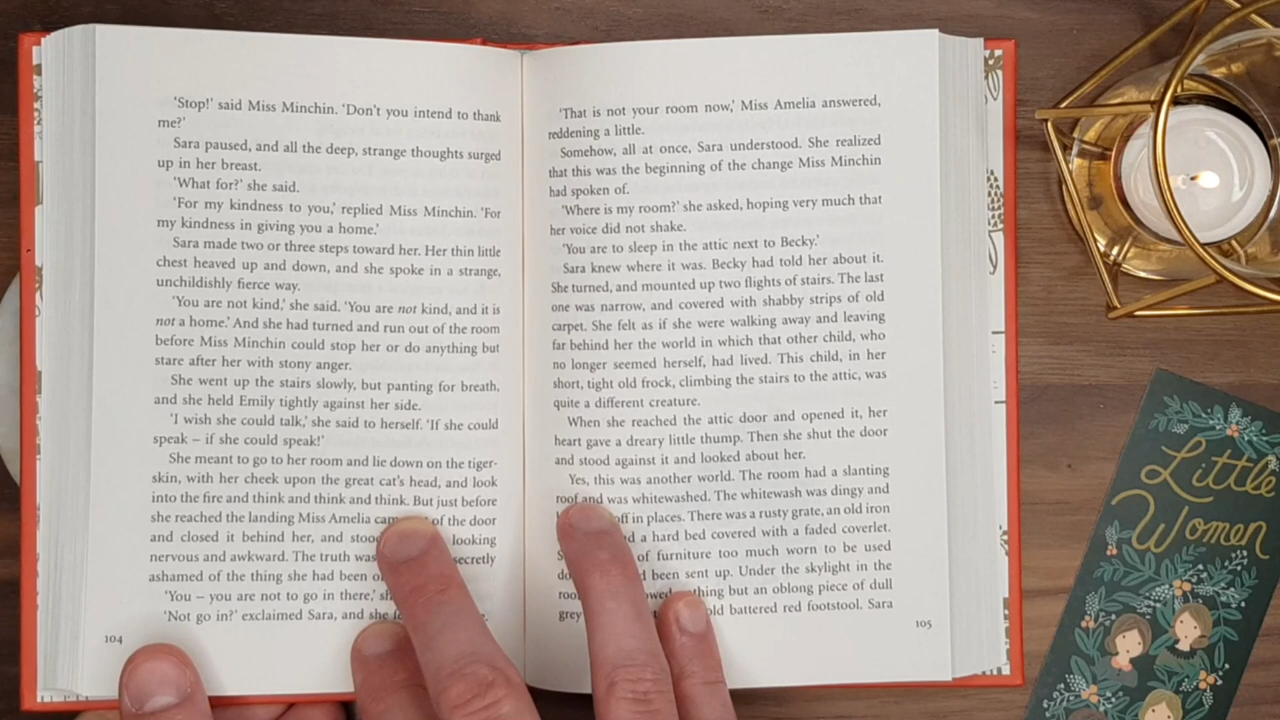 ‘Stop!’ said Miss Minchin. ‘Don’t you intend to thank
me?’
Sara paused, and all the deep, strange thoughts surged
up in her breast.
‘What for?’ she said.
‘For my kindness to you,’ replied Miss Minchin. ‘For
my kindness in giving you a home.’
Sara made two or three steps toward her. Her thin little
chest heaved up and down, and she spoke in a strange,
unchildishly fierce way.
‘You are not kind,’ she said. ‘You are not kind, and it is
not a home.’ And she had turned and run out of the room
before Miss Minchin could stop her or do anything but
stare after her with stony anger.
She went up the stairs slowly, but panting for breath,
and she held Emily tightly against her side.
‘I wish she could talk,’ she said to herself. ‘If she could
speak – if she could speak!’
She meant to go to her room and lie down on the tiger-
skin, with her cheek upon the great cat’s head, and look
into the fire and think and think and think. But just before
she reached the landing Miss Amelia of the door
and closed it behind her, and looking
nervous and awkward. The truth was secretly
ashamed of the thing she had been
‘You – you are not to go in there,’
‘Not go in?’ exclaimed Sara, and she
104
‘That is not your room now,’ Miss Amelia answered,
reddening a little.
Somehow, all at once, Sara understood. She realized
that this was the beginning of the change Miss Minchin
had spoken of.
‘Where is my room?’ she asked, hoping very much that
her voice did not shake.
‘You are to sleep in the attic next to Becky.’
Sara knew where it was. Becky had told her about it.
She turned, and mounted up two flights of stairs. The last
one was narrow, and covered with shabby strips of old
carpet. She felt as if she were walking away and leaving
far behind her the world in which that other child, who
no longer seemed herself, had lived. This child, in her
short, tight old frock, climbing the stairs to the attic, was
quite a different creature.
When she reached the attic door and opened it, her
heart gave a dreary little thump. Then she shut the door
and stood against it and looked about her.
Yes, this was another world. The room had a slanting
roof and was whitewashed. The whitewash was dingy and
off in places. There was a rusty grate, an old iron
a hard bed covered with a faded coverlet.
of furniture too much worn to be used
been sent up. Under the skylight in the
but an oblong piece of dull
grey old battered red footstool. Sara
105
Little
Women